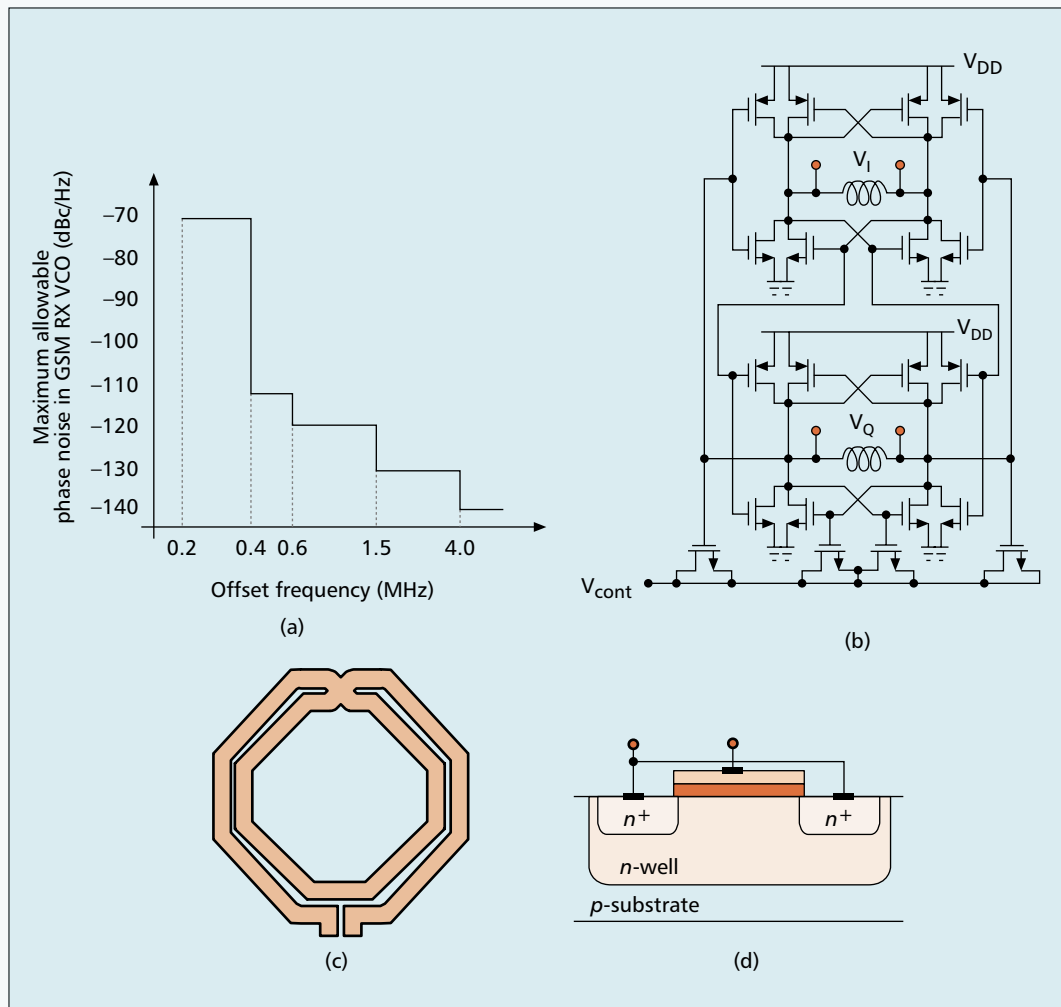 Maximum allowable
phase noise in GSM RX VCO (dBc/Hz)
−70
−80
−90
−100
−110
−120
−130
−140
0.2
0.4
0.6
1.5
4.0
Offset frequency (MHz)
(a)
V_DD
V_I
V_DD
V_Q
V_cont
(b)
(c)
n+
n+
n-well
p-substrate
(d)